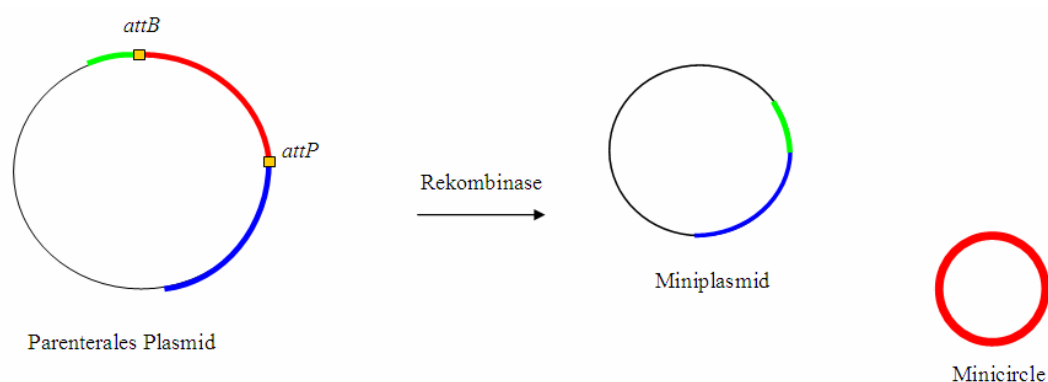 attB
attP
Rekombinase
Parenterales Plasmid
Miniplasmid
Minicircle